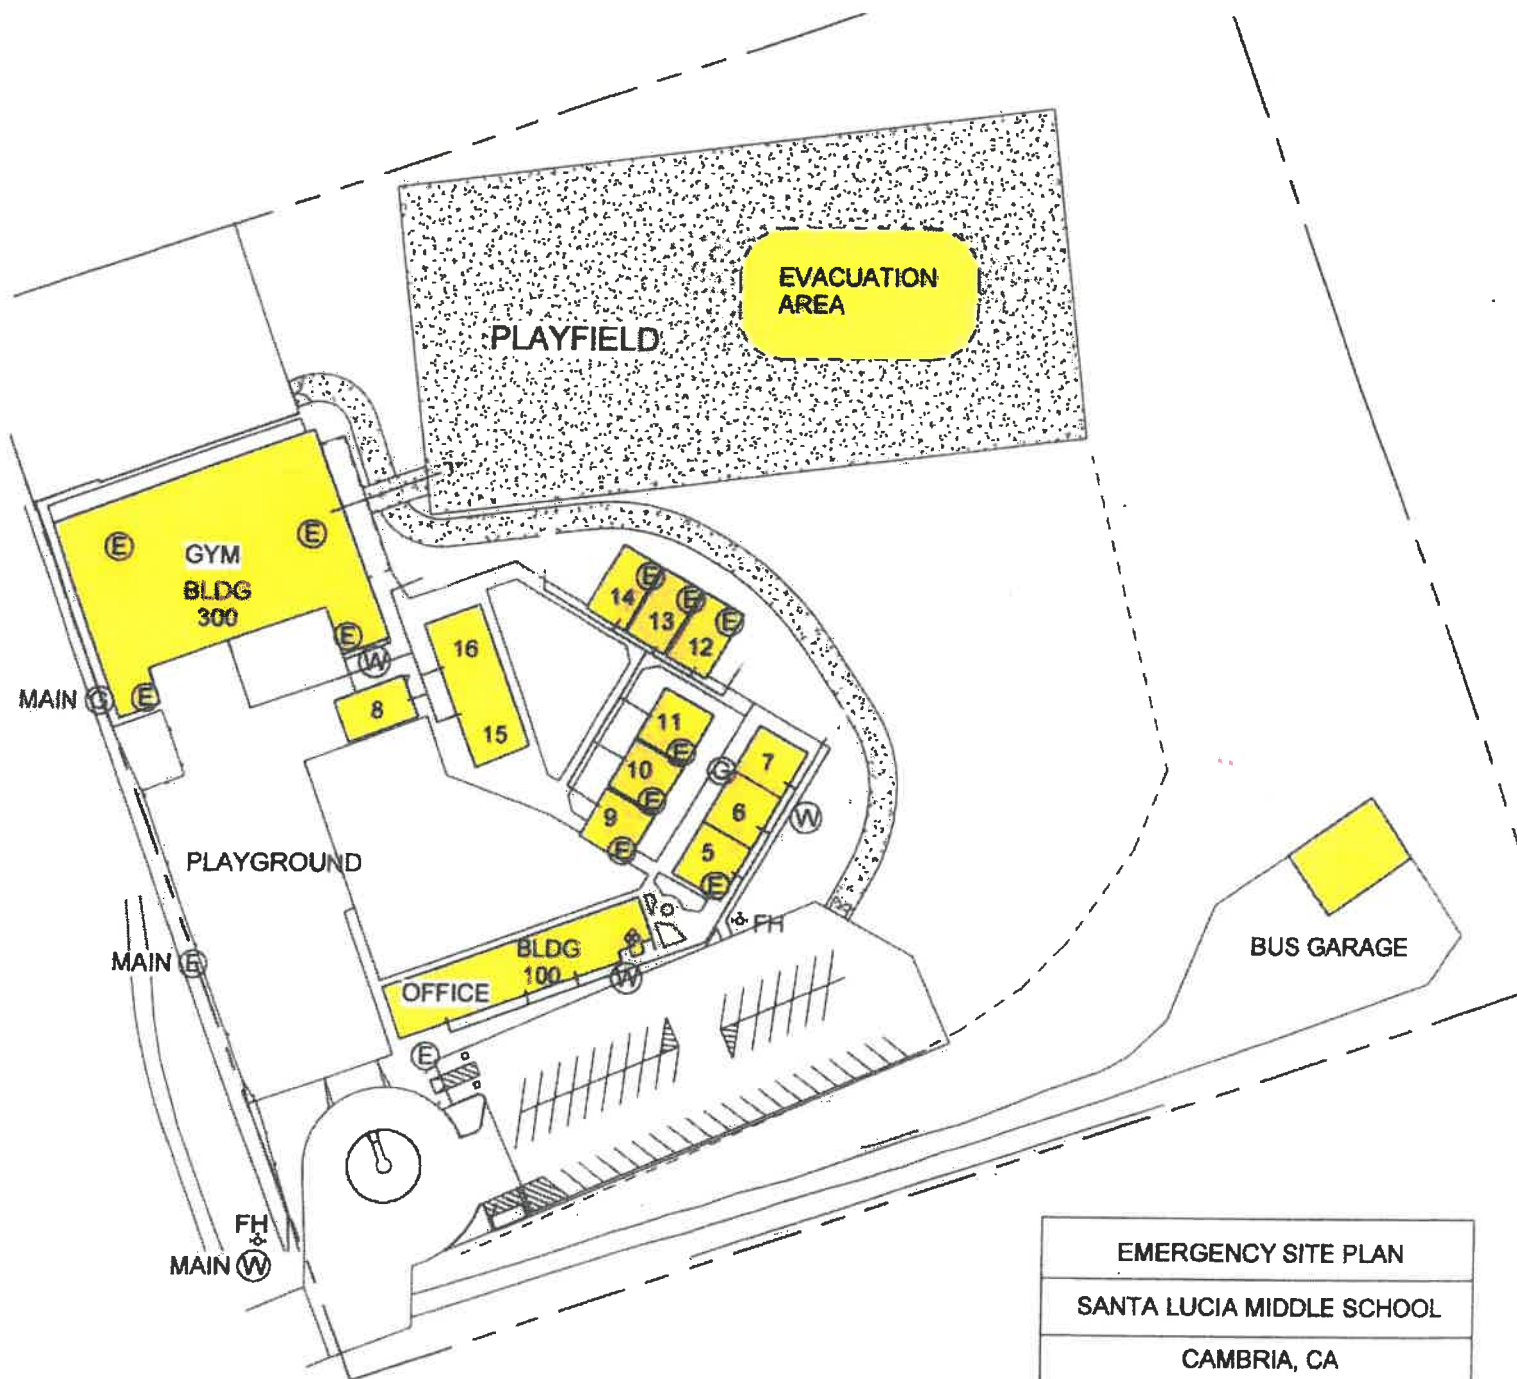 EVACUATION
AREA
PLAYFIELD
E
E
GYM
BLDG
300
E
W
MAIN G
E
14
E
13
E
12
E
16
8
15
11
E
10
E
9
E
G
7
6
5
E
W
PLAYGROUND
FH
MAIN E
BLDG
100
OFFICE
W
E
BUS GARAGE
FH
MAIN W
EMERGENCY SITE PLAN
SANTA LUCIA MIDDLE SCHOOL
CAMBRIA, CA